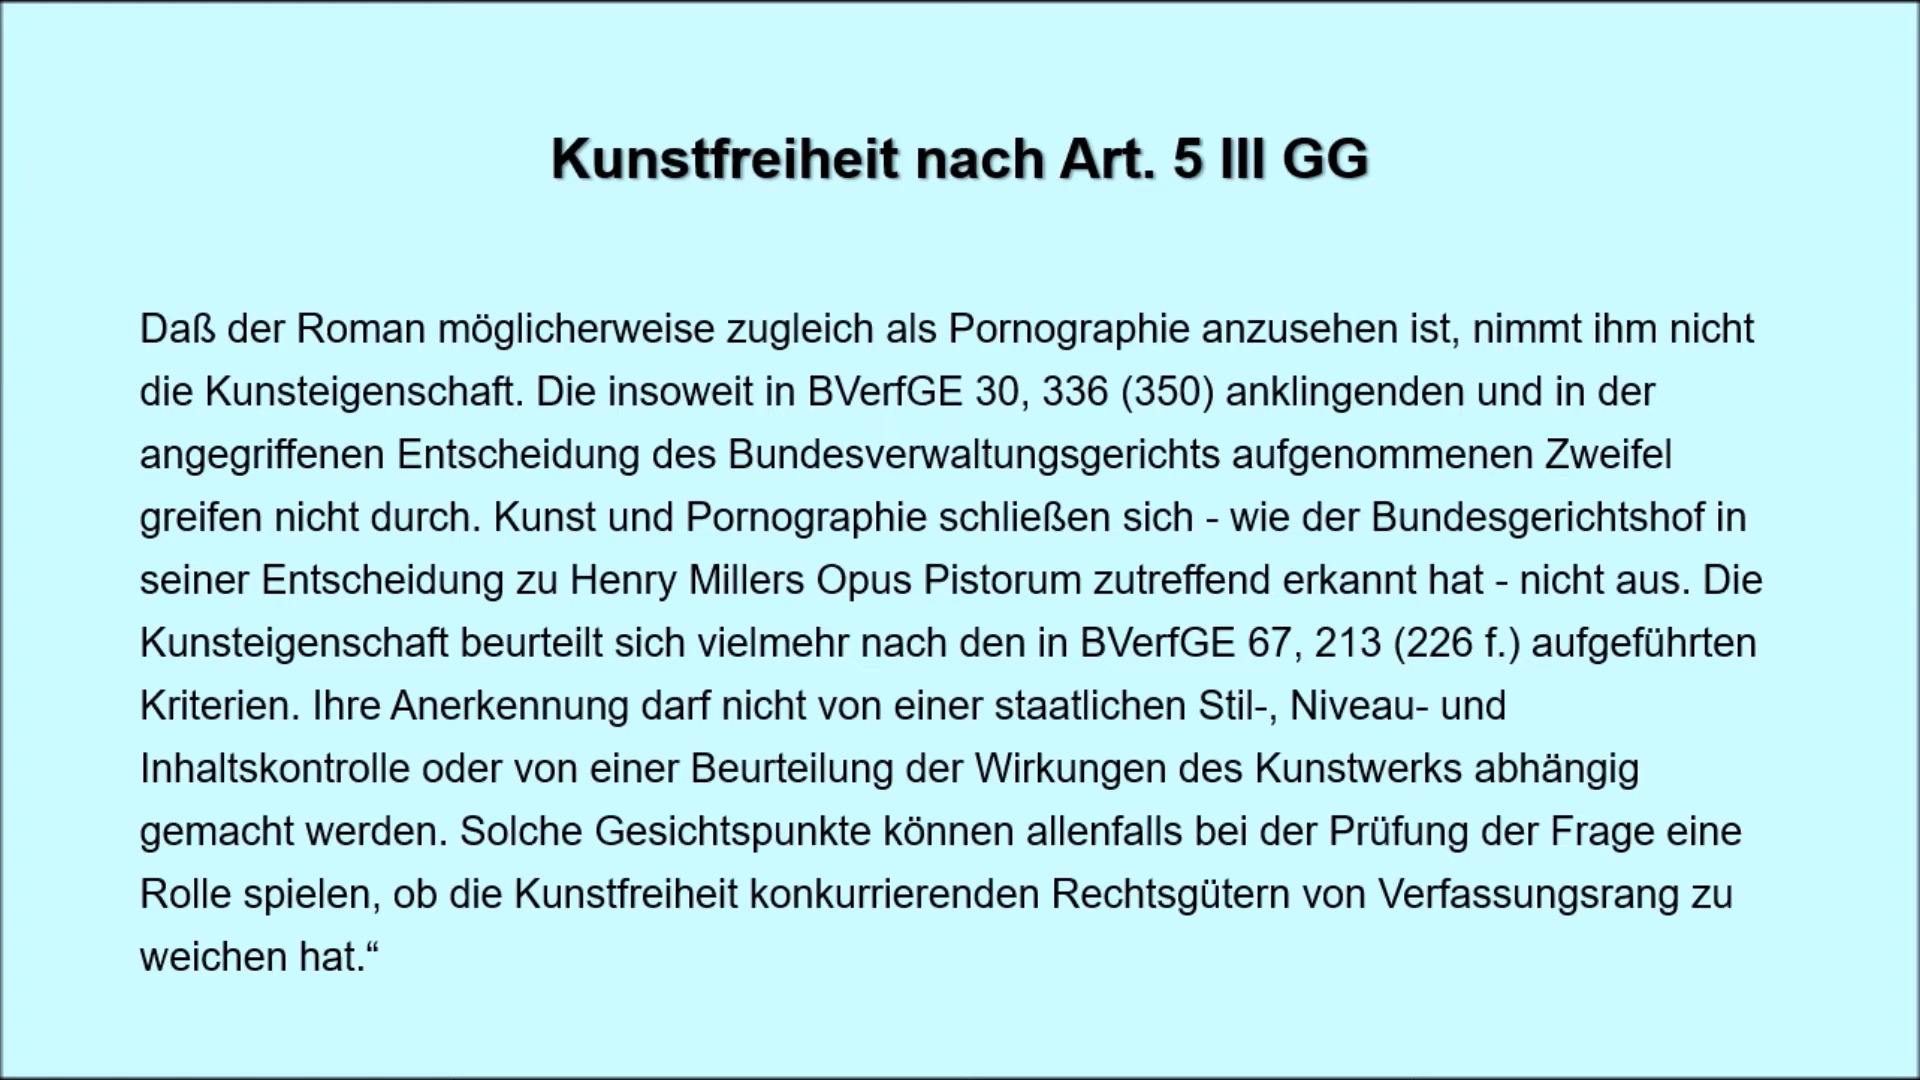 Kunstfreiheit nach Art. 5 III GG
Daß der Roman möglicherweise zugleich als Pornographie anzusehen ist, nimmt ihm nicht
die Kunsteigenschaft. Die insoweit in BVerfGE 30, 336 (350) anklingenden und in der
angegriffenen Entscheidung des Bundesverwaltungsgerichts aufgenommenen Zweifel
greifen nicht durch. Kunst und Pornographie schließen sich - wie der Bundesgerichtshof in
seiner Entscheidung zu Henry Millers Opus Pistorum zutreffend erkannt hat - nicht aus. Die
Kunsteigenschaft beurteilt sich vielmehr nach den in BVerfGE 67, 213 (226 f.) aufgeführten
Kriterien. Ihre Anerkennung darf nicht von einer staatlichen Stil-, Niveau- und
Inhaltskontrolle oder von einer Beurteilung der Wirkungen des Kunstwerks abhängig
gemacht werden. Solche Gesichtspunkte können allenfalls bei der Prüfung der Frage eine
Rolle spielen, ob die Kunstfreiheit konkurrierenden Rechtsgütern von Verfassungsrang zu
weichen hat.“